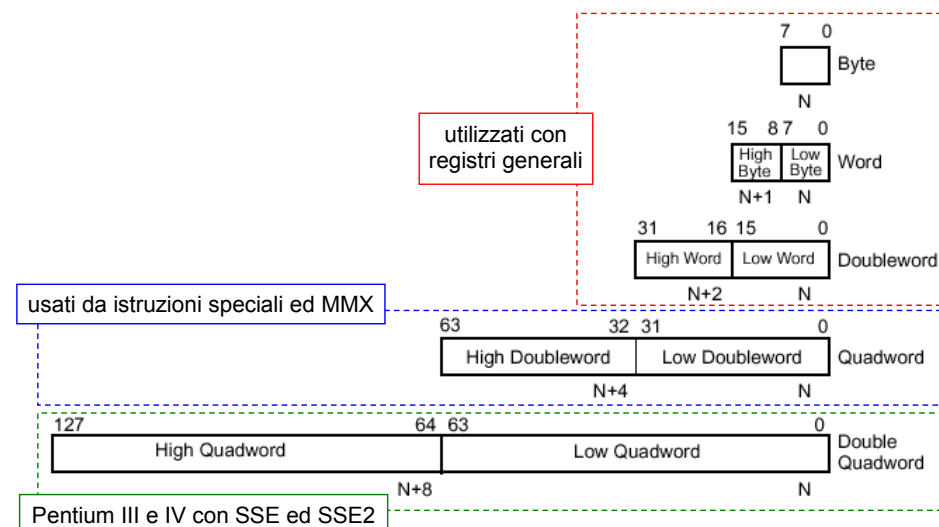 7 0
Byte
N
utilizzati con
registri generali
15 8 7 0
High Byte
Low Byte
Word
N+1 N
31 16 15 0
High Word Low Word Doubleword
N+2 N
usati da istruzioni speciali ed MMX
63 32 31 0
High Doubleword Low Doubleword Quadword
N+4 N
127 64 63 0
High Quadword Low Quadword
Double
Quadword
N+8 N
Pentium III e IV con SSE ed SSE2